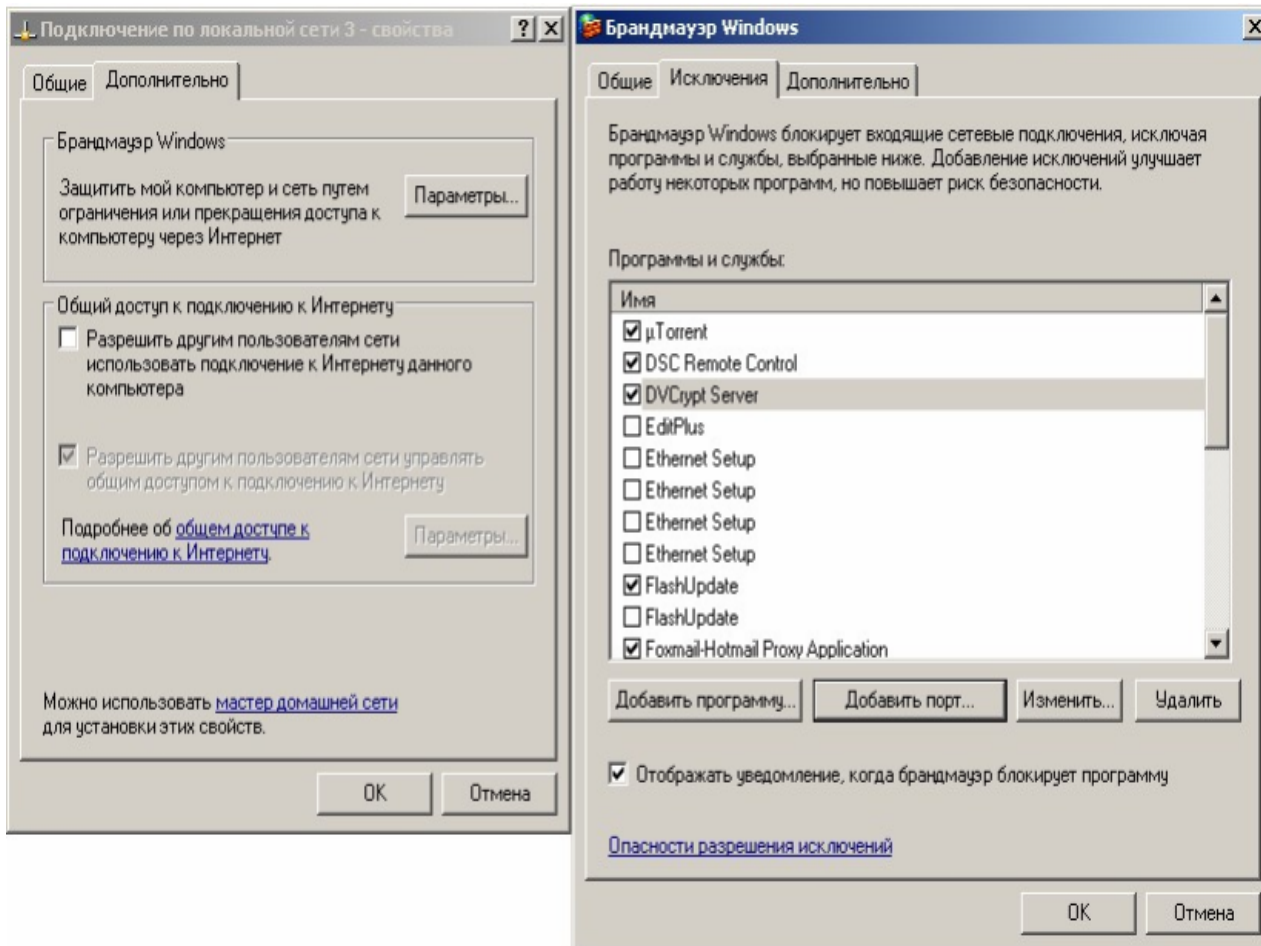 Подключение по локальной сети 3 - свойства
Общие
Дополнительно
Брандмауэр Windows
Защитить мой компьютер и сеть путем
ограничения или прекращения доступа к
компьютеру через Интернет
Параметры...
Общий доступ к подключению к Интернету
Разрешить другим пользователям сети
использовать подключение к Интернету данного
компьютера
Разрешить другим пользователям сети управлять
общим доступом к подключению к Интернету
Подробнее об общем доступе к
подключению к Интернету.
Параметры...
Можно использовать мастер домашней сети
для установки этих свойств.
OK
Отмена
Брандмауэр Windows
Общие
Исключения
Дополнительно
Брандмауэр Windows блокирует входящие сетевые подключения, исключая
программы и службы, выбранные ниже. Добавление исключений улучшает
работу некоторых программ, но повышает риск безопасности.
Программы и службы:
Имя
µTorrent
DSC Remote Control
DVCrypt Server
EditPlus
Ethernet Setup
Ethernet Setup
Ethernet Setup
Ethernet Setup
FlashUpdate
FlashUpdate
Foxmail-Hotmail Proxy Application
Добавить программу...
Добавить порт...
Изменить...
Удалить
Отображать уведомление, когда брандмауэр блокирует программу
Опасности разрешения исключений
OK
Отмена